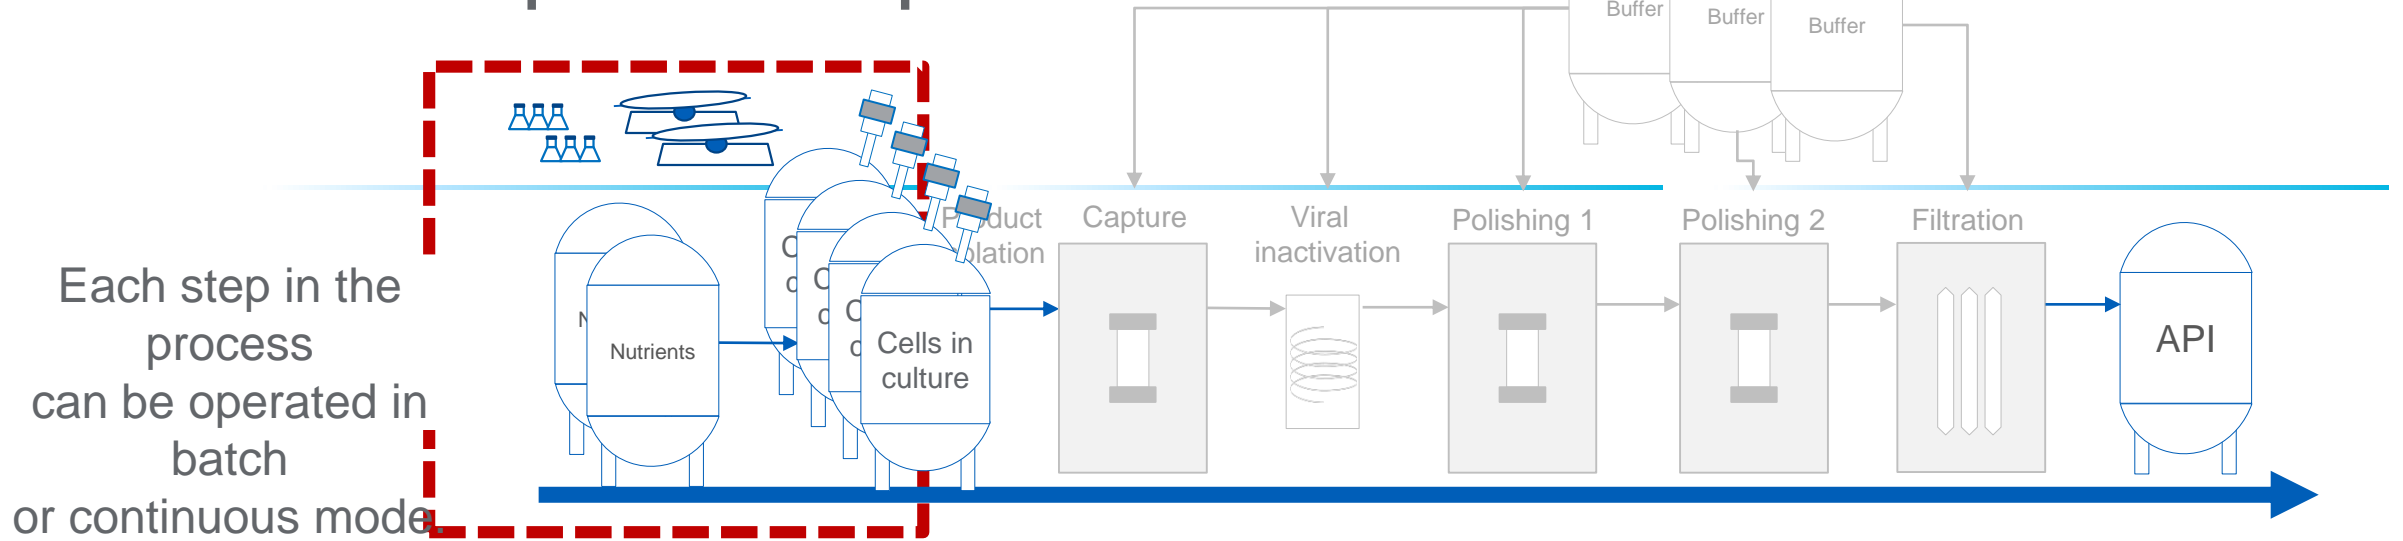 Buffer
Buffer
Buffer
Capture
Viral
inactivation
Polishing 1
Polishing 2
Filtration
Each step in the
process
can be operated in
batch
or continuous mode.
Nutrients
Cells in
culture
API